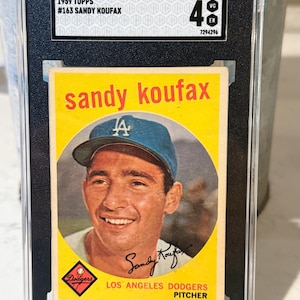 1959 TOPPS
#163 SANDY KOUFAX
4
VG
EX
7294296
sandy koufax
LA
Sandy Koufax
Dodgers
LOS ANGELES DODGERS
PITCHER